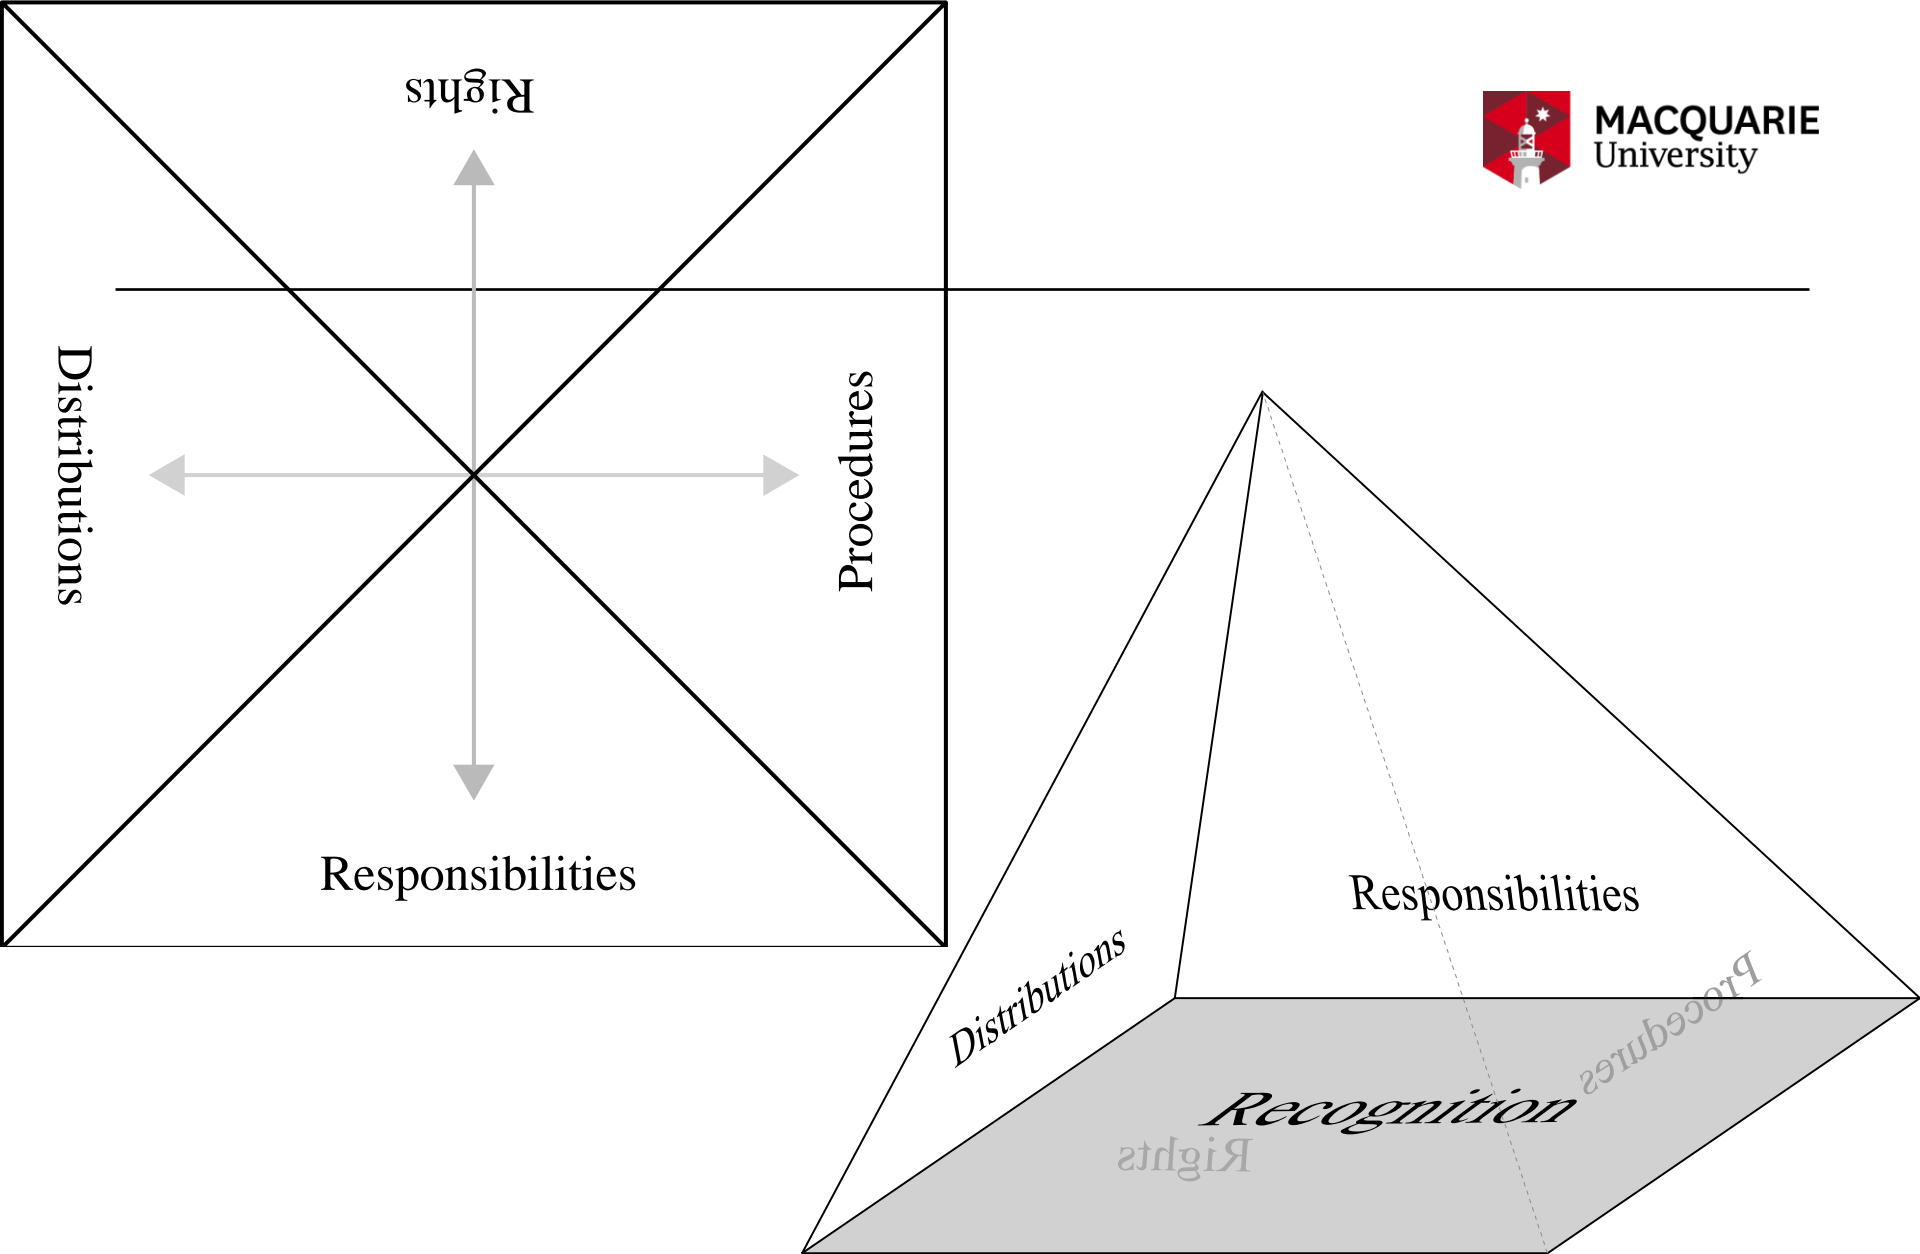 Rights
MACQUARIE
University
Distributions
Procedures
Responsibilities
Responsibilities
Distributions
Procedures
Recognition
Rights